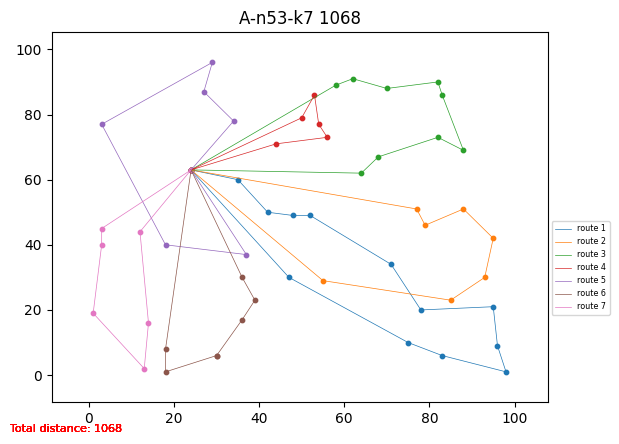 A-n53-k7 1068
100
80
60
40
20
0
0 20 40 60 80 100
route 1
route 2
route 3
route 4
route 5
route 6
route 7
Total distance: 1068